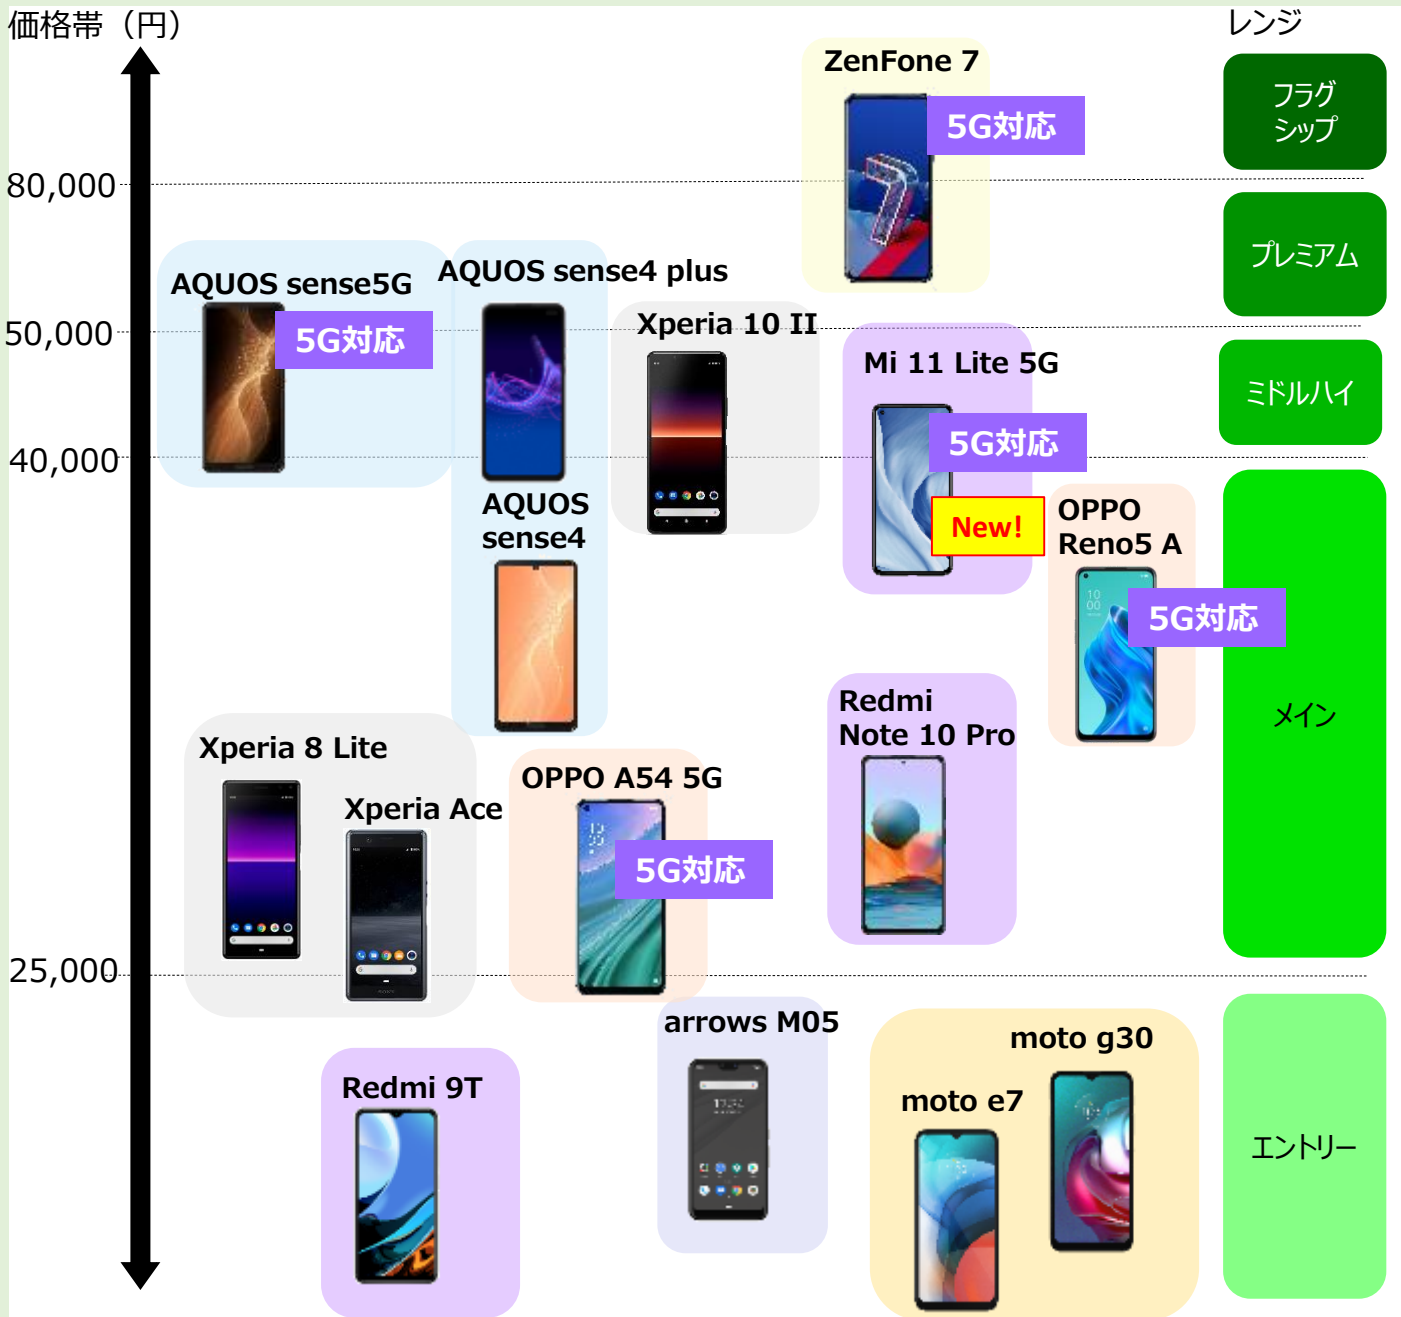 価格帯（円）
レンジ
ZenFone 7
5G対応
フラグ
シップ
80,000
プレミアム
AQUOS sense5G
5G対応
AQUOS sense4 plus
50,000
Xperia 10 II
Mi 11 Lite 5G
5G対応
New!
ミドルハイ
40,000
AQUOS
sense4
OPPO
Reno5 A
5G対応
メイン
Redmi
Note 10 Pro
Xperia 8 Lite
Xperia Ace
OPPO A54 5G
5G対応
25,000
arrows M05
moto g30
moto e7
Redmi 9T
エントリー